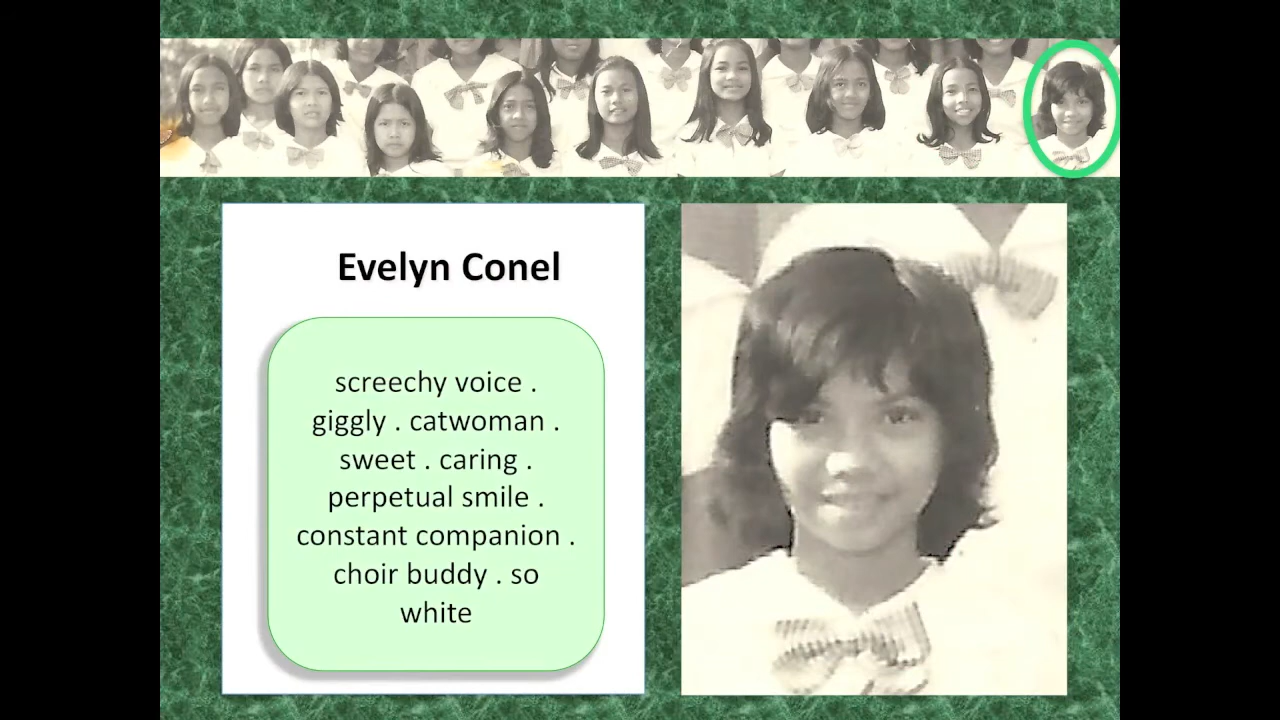 Evelyn Conel
screechy voice .
giggly . catwoman .
sweet . caring .
perpetual smile .
constant companion .
choir buddy . so
white